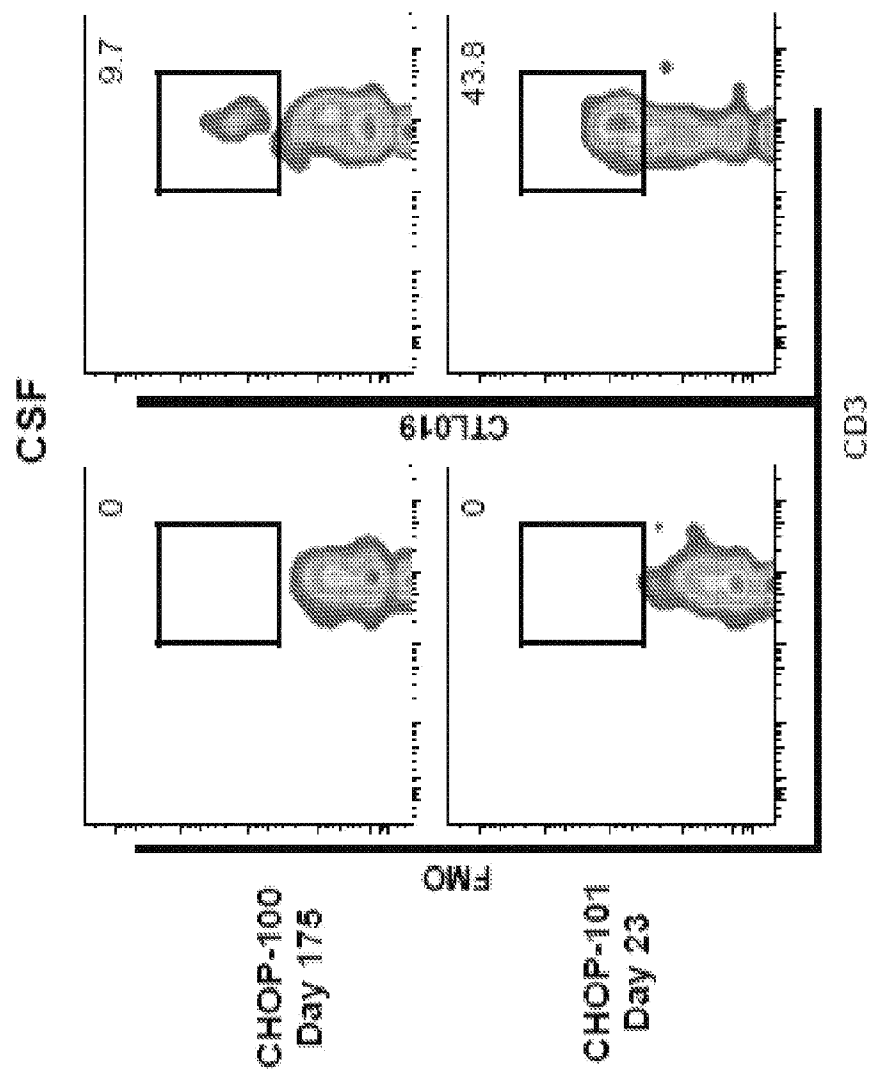 CSF
CHOP-100
Day 175
FMO
0
CTL019
9.7
CHOP-101
Day 23
0
43.8
CD3